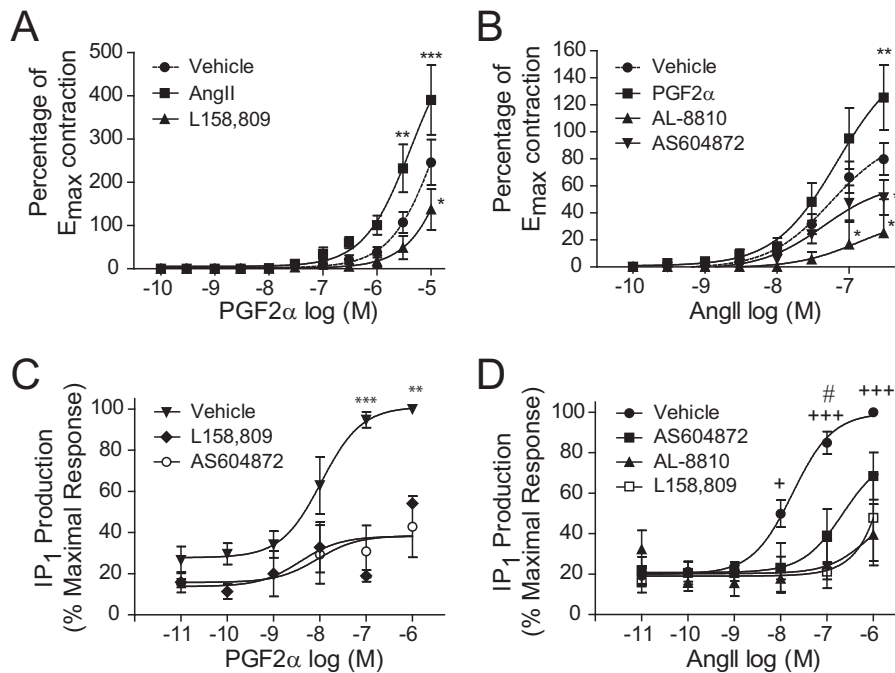 A
Percentage of
Emax contraction
500
400
300
200
100
0
Vehicle
AngII
L158,809
**
***
*
-10
-9
-8
-7
-6
-5
PGF2α log (M)
B
Percentage of
Emax contraction
160
140
120
100
80
60
40
20
0
Vehicle
PGF2α
AL-8810
AS604872
**
*
*
*
-10
-9
-8
-7
AngII log (M)
C
IP1 Production
(% Maximal Response)
100
80
60
40
20
0
Vehicle
L158,809
AS604872
***
**
-11
-10
-9
-8
-7
-6
PGF2α log (M)
D
IP1 Production
(% Maximal Response)
100
80
60
40
20
0
Vehicle
AS604872
AL-8810
L158,809
+
#
+++
+++
-11
-10
-9
-8
-7
-6
AngII log (M)